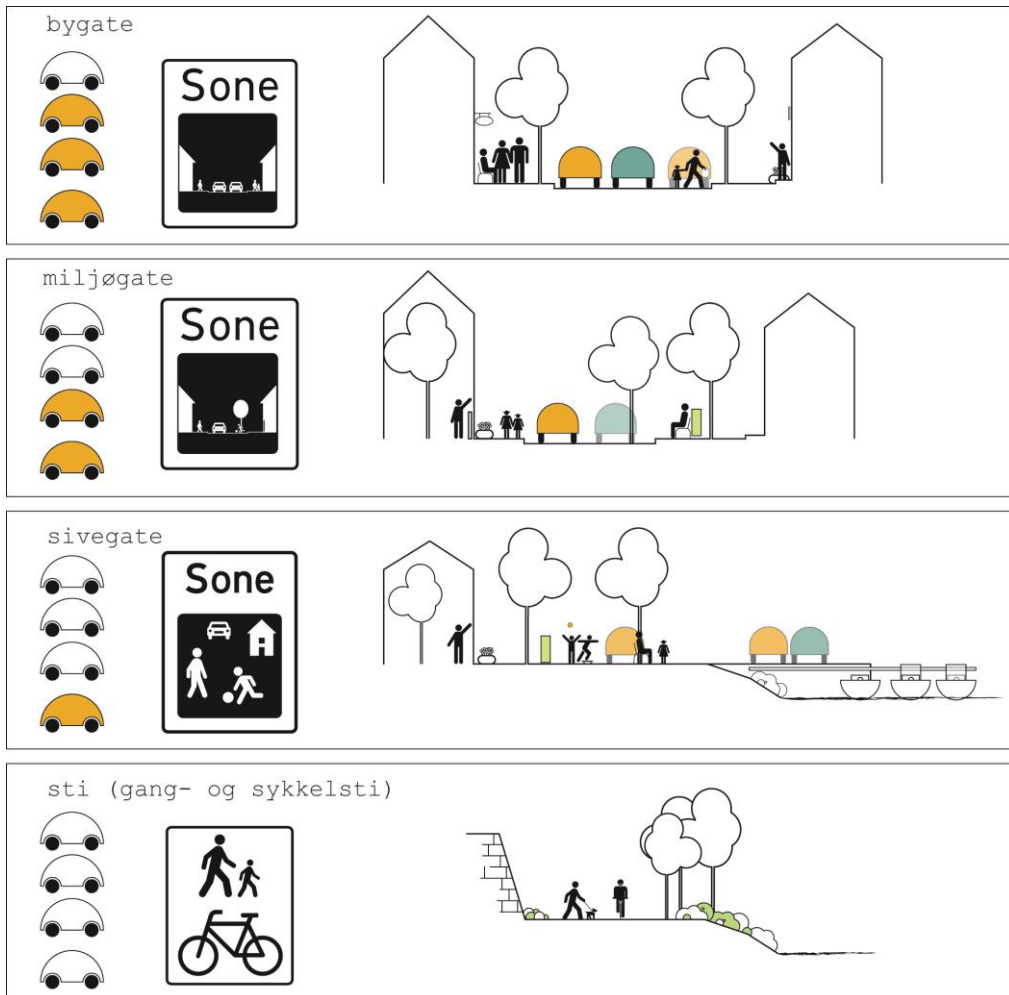 bygate
Sone
miljøgate
Sone
sivegate
Sone
sti (gang- og sykkelsti)